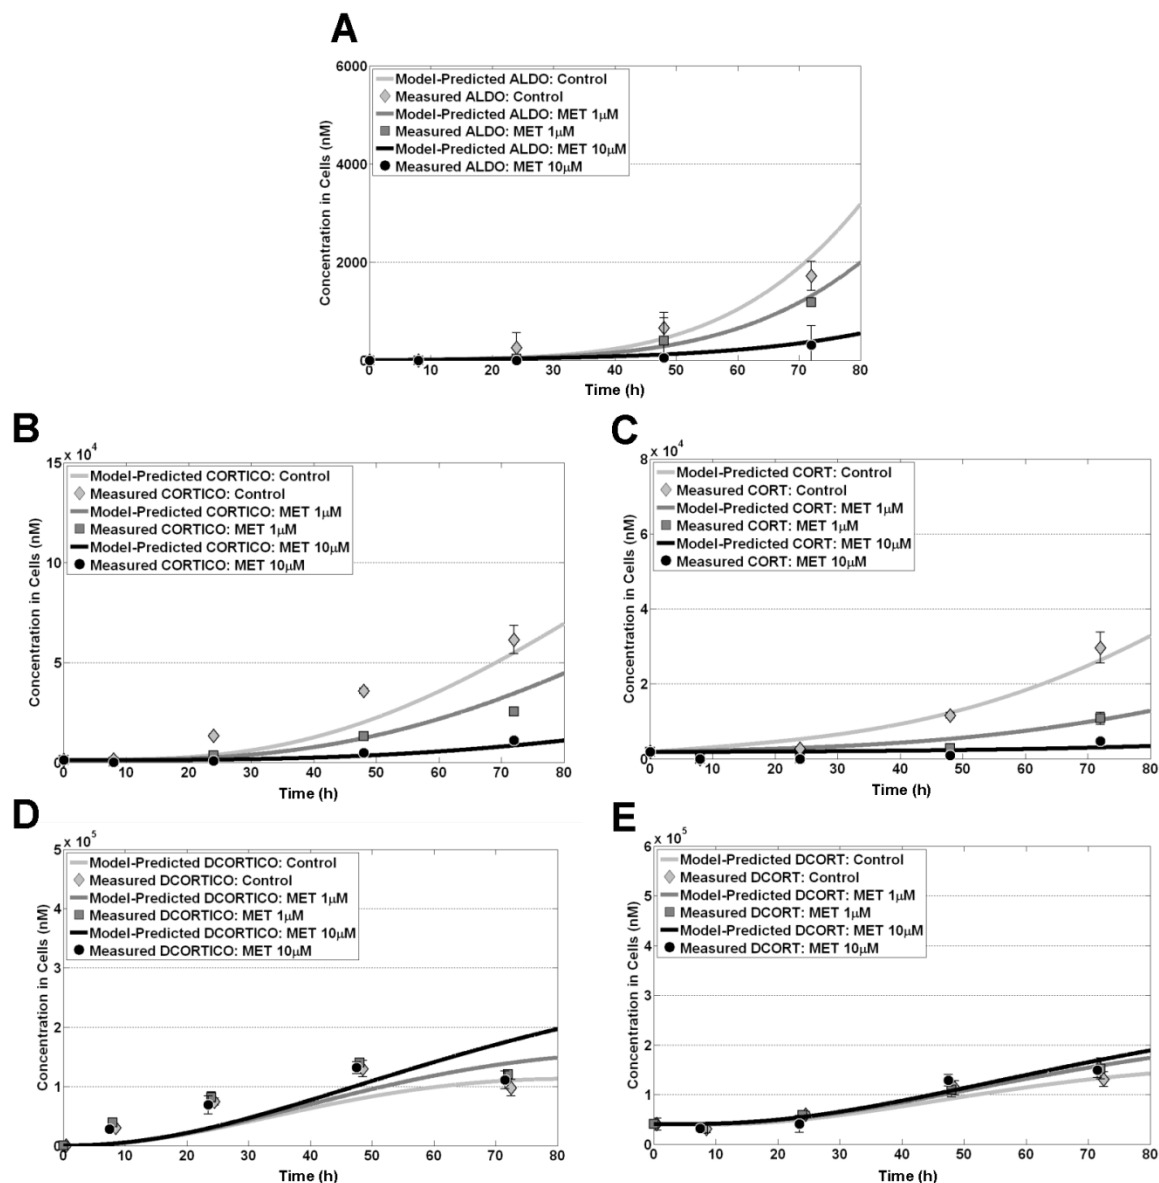 A
6000
4000
2000
0
Concentration in Cells (nM)
Model-Predicted ALDO: Control
Measured ALDO: Control
Model-Predicted ALDO: MET 1µM
Measured ALDO: MET 1µM
Model-Predicted ALDO: MET 10µM
Measured ALDO: MET 10µM
0 10 20 30 40 50 60 70 80
Time (h)
B
x 10^4
15
10
5
0
Concentration in Cells (nM)
Model-Predicted CORTICO: Control
Measured CORTICO: Control
Model-Predicted CORTICO: MET 1µM
Measured CORTICO: MET 1µM
Model-Predicted CORTICO: MET 10µM
Measured CORTICO: MET 10µM
0 10 20 30 40 50 60 70 80
Time (h)
C
x 10^4
8
6
4
2
0
Concentration in Cells (nM)
Model-Predicted CORT: Control
Measured CORT: Control
Model-Predicted CORT: MET 1µM
Measured CORT: MET 1µM
Model-Predicted CORT: MET 10µM
Measured CORT: MET 10µM
0 10 20 30 40 50 60 70 80
Time (h)
D
x 10^5
5
4
3
2
1
0
Concentration in Cells (nM)
Model-Predicted DCORTICO: Control
Measured DCORTICO: Control
Model-Predicted DCORTICO: MET 1µM
Measured DCORTICO: MET 1µM
Model-Predicted DCORTICO: MET 10µM
Measured DCORTICO: MET 10µM
0 10 20 30 40 50 60 70 80
Time (h)
E
x 10^5
6
5
4
3
2
1
0
Concentration in Cells (nM)
Model-Predicted DCORT: Control
Measured DCORT: Control
Model-Predicted DCORT: MET 1µM
Measured DCORT: MET 1µM
Model-Predicted DCORT: MET 10µM
Measured DCORT: MET 10µM
0 10 20 30 40 50 60 70 80
Time (h)